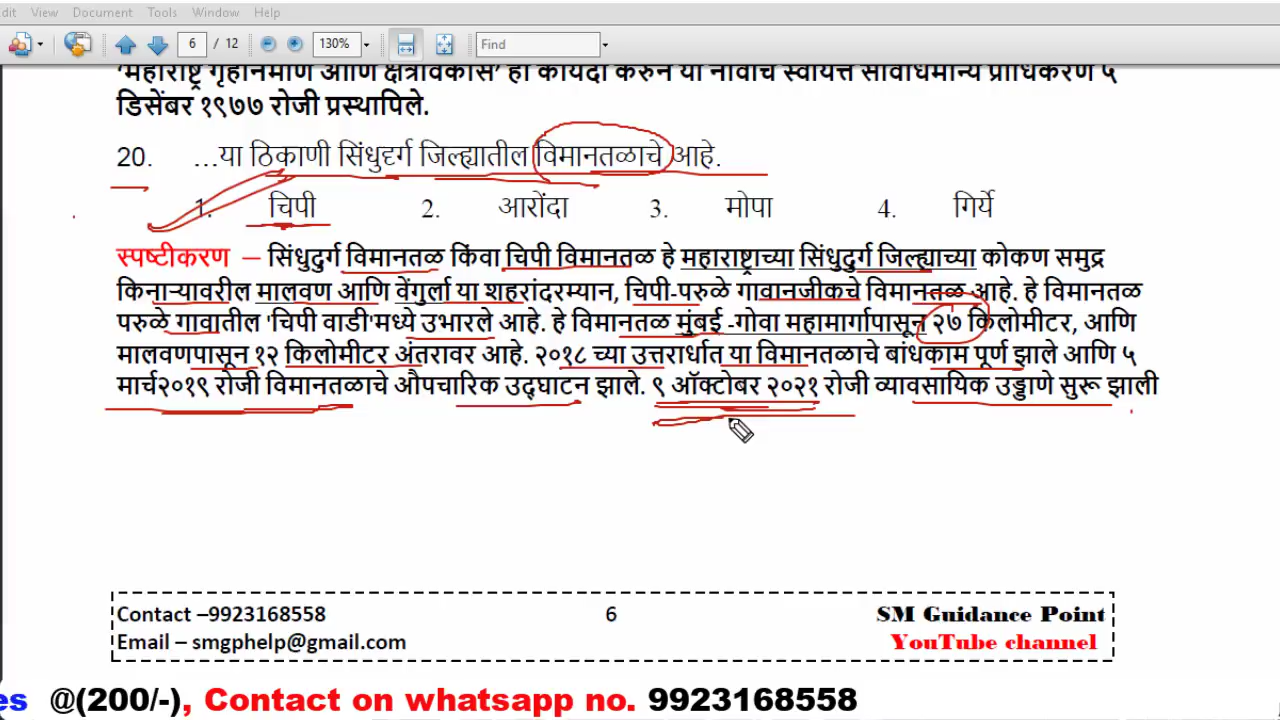 View Document Tools Window Help
6 / 12 130% Find
‘महाराष्ट्र गृहनिर्माण आणि क्षेत्रविकास’ हा कायदा करुन या नावाचे स्वायत्त सांविधिमान्य प्राधिकरण ५
डिसेंबर १९७७ रोजी प्रस्थापिले.
20. ...या ठिकाणी सिंधुदुर्ग जिल्ह्यातील विमानतळाचे आहे.
1. चिपी 2. आरोंदा 3. मोपा 4. गिर्ये
स्पष्टीकरण – सिंधुदुर्ग विमानतळ किंवा चिपी विमानतळ हे महाराष्ट्राच्या सिंधुदुर्ग जिल्ह्याच्या कोकण समुद्र
किनाऱ्यावरील मालवण आणि वेंगुर्ला या शहरांदरम्यान, चिपी-परुळे गावानजीकचे विमानतळ आहे. हे विमानतळ
परुळे गावातील 'चिपी वाडी'मध्ये उभारले आहे. हे विमानतळ मुंबई -गोवा महामार्गापासून २७ किलोमीटर, आणि
मालवणपासून १२ किलोमीटर अंतरावर आहे. २०१८ च्या उत्तरार्धात या विमानतळाचे बांधकाम पूर्ण झाले आणि ५
मार्च२०१९ रोजी विमानतळाचे औपचारिक उद्घाटन झाले. ९ ऑक्टोबर २०२१ रोजी व्यावसायिक उड्डाणे सुरू झाली
Contact –9923168558 6 SM Guidance Point
Email – smgphelp@gmail.com YouTube channel
@(200/-), Contact on whatsapp no. 9923168558